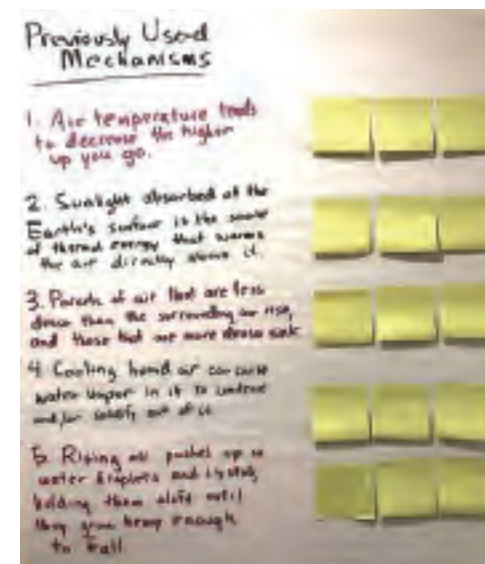 Previously Used
Mechanisms
1. Air temperature tends
to decrease the higher
up you go.
2. Sunlight absorbed at the
Earth's surface is the source
of thermal energy that warms
the air directly above it.
3. Parcels of air that are less
dense than the surrounding air rise,
and those that are more dense sink.
4. Cooling humid air can cause
water vapor in it to condense
and/or solidify out of it.
5. Rising air pushes up on
water droplets and crystals,
holding them aloft until
they grow heavy enough
to fall.